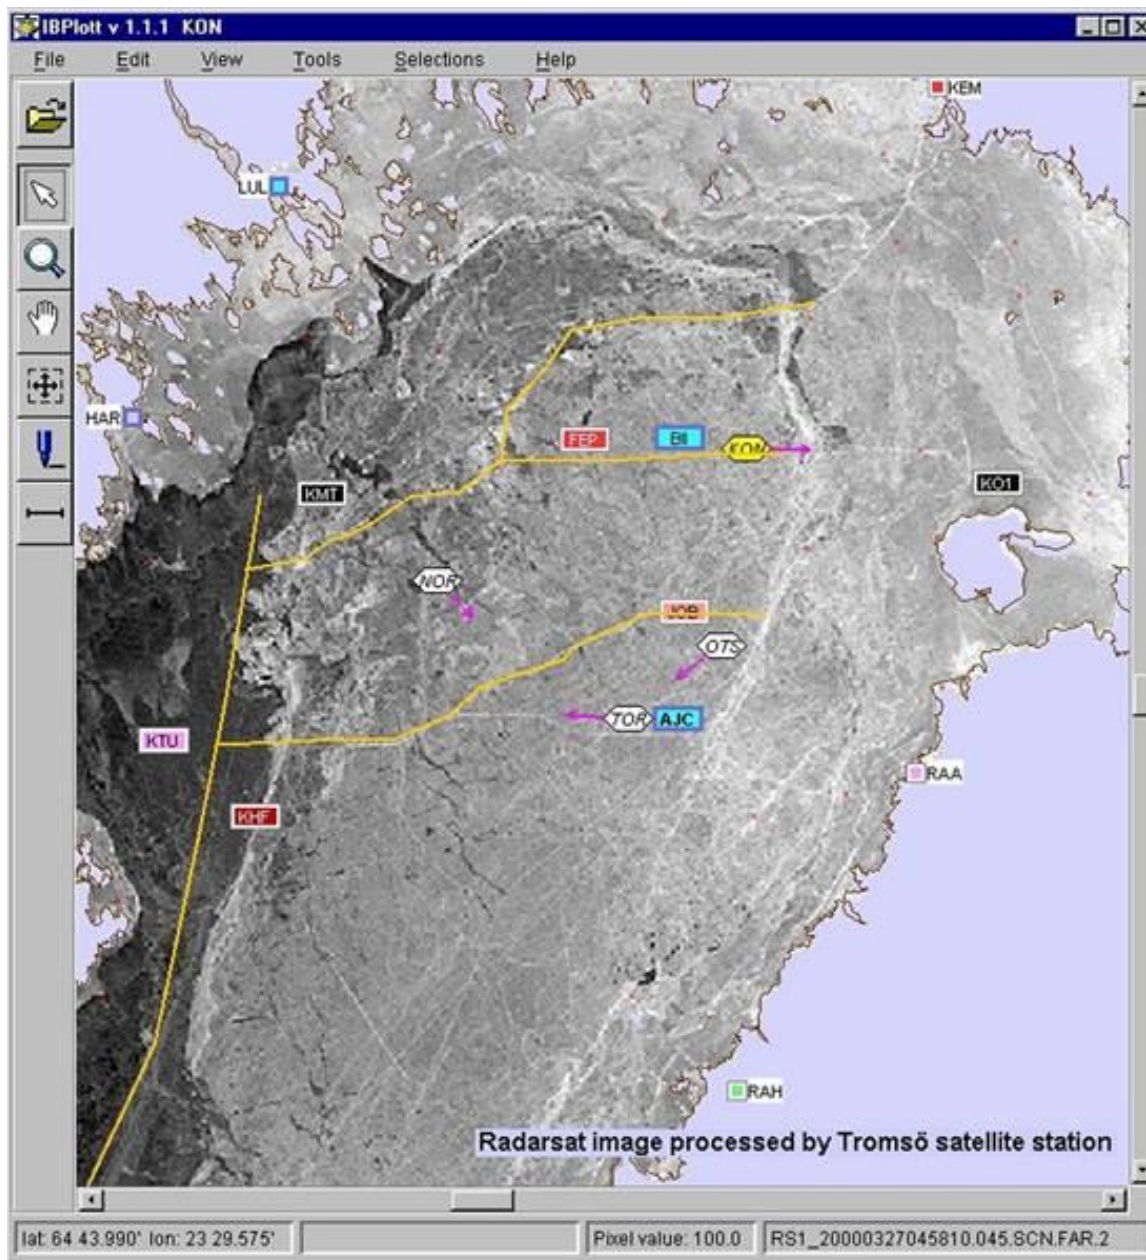 IBPlott v 1.1.1 KON
File Edit View Tools Selections Help
KEM
LUL
HAR
FEP BII KON
KMT KO1
NOR
JOB
OTS
TOR AJC
KTU
RAA
KHF
RAH
Radarsat image processed by Tromsö satellite station
lat: 64 43.990' lon: 23 29.575' Pixel value: 100.0 RS1_20000327045810.045.SCN.FAR.2